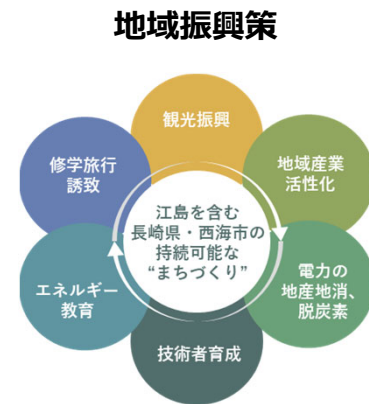 地域振興策
観光振興
地域産業
活性化
電力の
地産地消、
脱炭素
技術者育成
エネルギー
教育
修学旅行
誘致
江島を含む
長崎県・西海市の
持続可能な
“まちづくり”